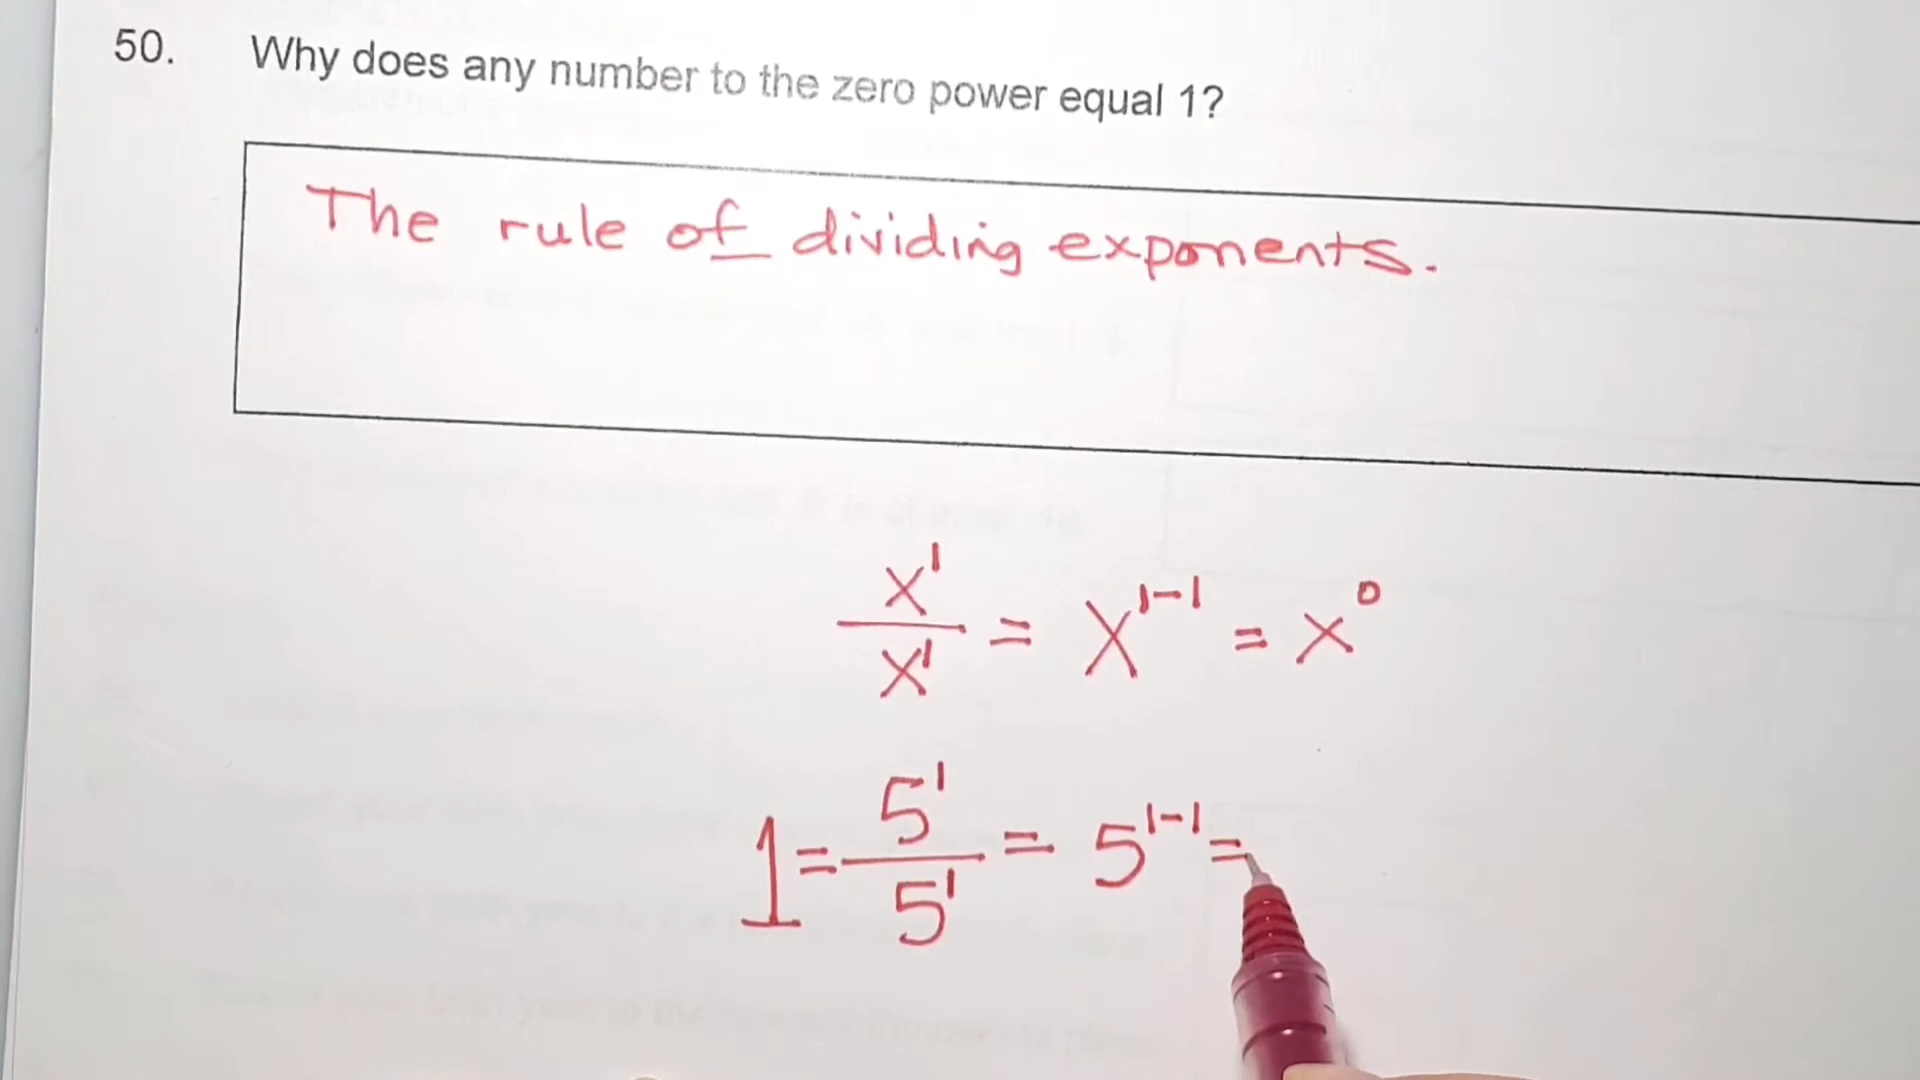 50. Why does any number to the zero power equal 1?
The rule of dividing exponents.
x¹/x¹ = x¹⁻¹ = x⁰
1 = 5¹/5¹ = 5¹⁻¹ =